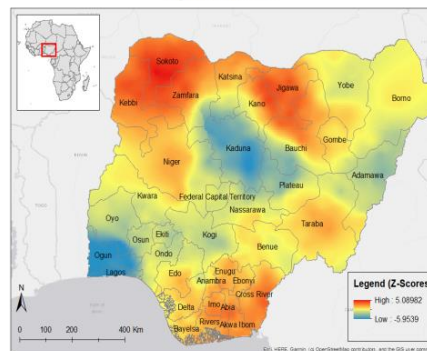 Sokoto
Katsina
Jigawa
Yobe
Borno
Kebbi
Zamfara
Kano
Gombe
Kaduna
Bauchi
Niger
Adamawa
Plateau
Kwara
Federal Capital Territory
Nassarawa
Oyo
Taraba
Ekiti
Kogi
Osun
Benue
Ogun
Ondo
Lagos
Edo
Enugu
Anambra
Ebonyi
Cross River
Delta
Imo
Abia
Rivers
Akwa Ibom
Bayelsa
N
0
200
400 Km
Legend (Z-Scores)
High : 5.08982
Low : -5.9539